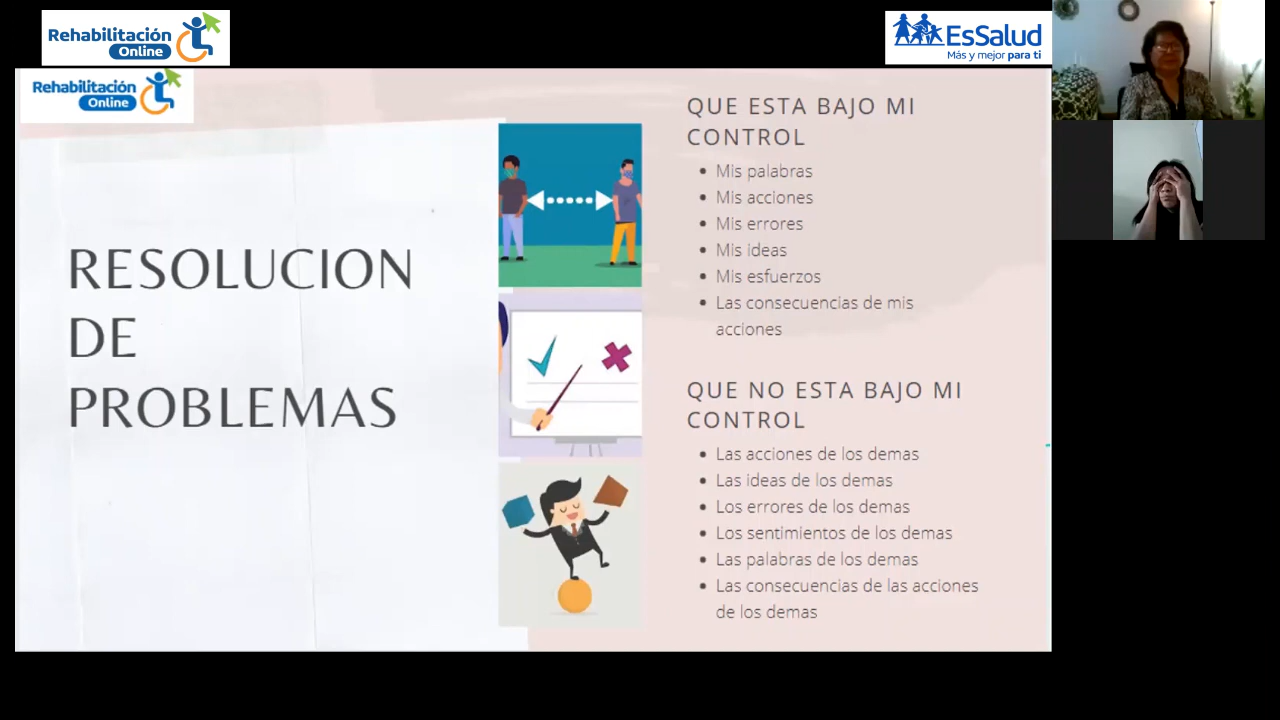 Rehabilitación
Online
EsSalud
Más y mejor para ti
Rehabilitación
Online
RESOLUCION
DE
PROBLEMAS
QUE ESTA BAJO MI
CONTROL
• Mis palabras
• Mis acciones
• Mis errores
• Mis ideas
• Mis esfuerzos
• Las consecuencias de mis
acciones
QUE NO ESTA BAJO MI
CONTROL
• Las acciones de los demas
• Las ideas de los demas
• Los errores de los demas
• Los sentimientos de los demas
• Las palabras de los demas
• Las consecuencias de las acciones
de los demas